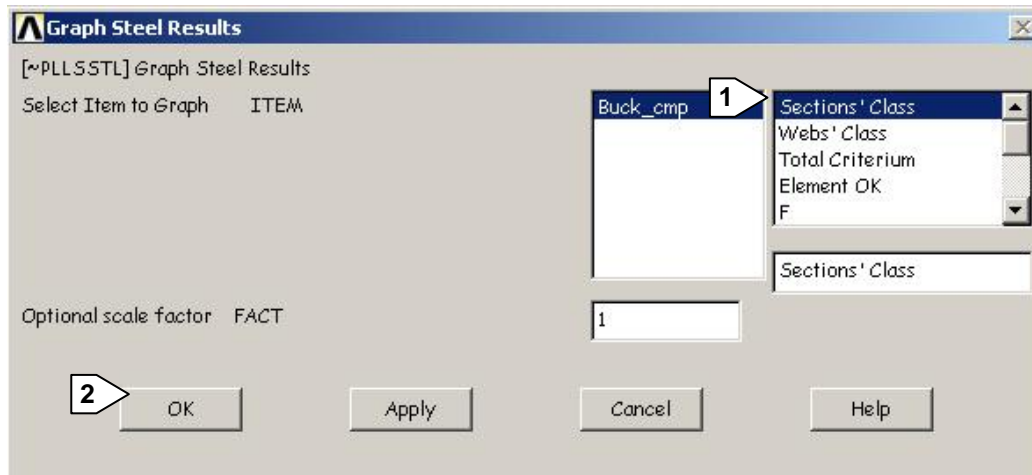 Graph Steel Results
[~PLLSSTL] Graph Steel Results
Select Item to Graph ITEM
Buck_cmp
1
Sections' Class
Webs' Class
Total Criterium
Element OK
F
Sections' Class
Optional scale factor FACT
1
2
OK Apply Cancel Help